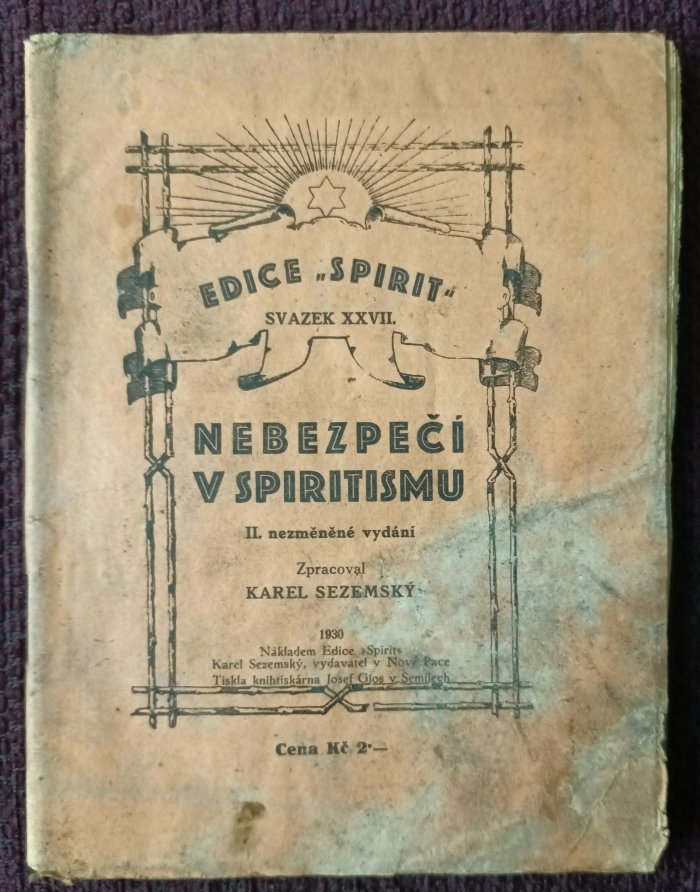 EDICE „SPIRIT“
SVAZEK XXVII.
NEBEZPEČÍ
V SPIRITISMU
II. nezměněné vydání
Zpracoval
KAREL SEZEMSKÝ
1930
Nákladem Edice »Spirit«
Karel Sezemský, vydavatel v Nové Pace
Tiskla knihtiskárna Josef Glos v Semilech
Cena Kč 2·—